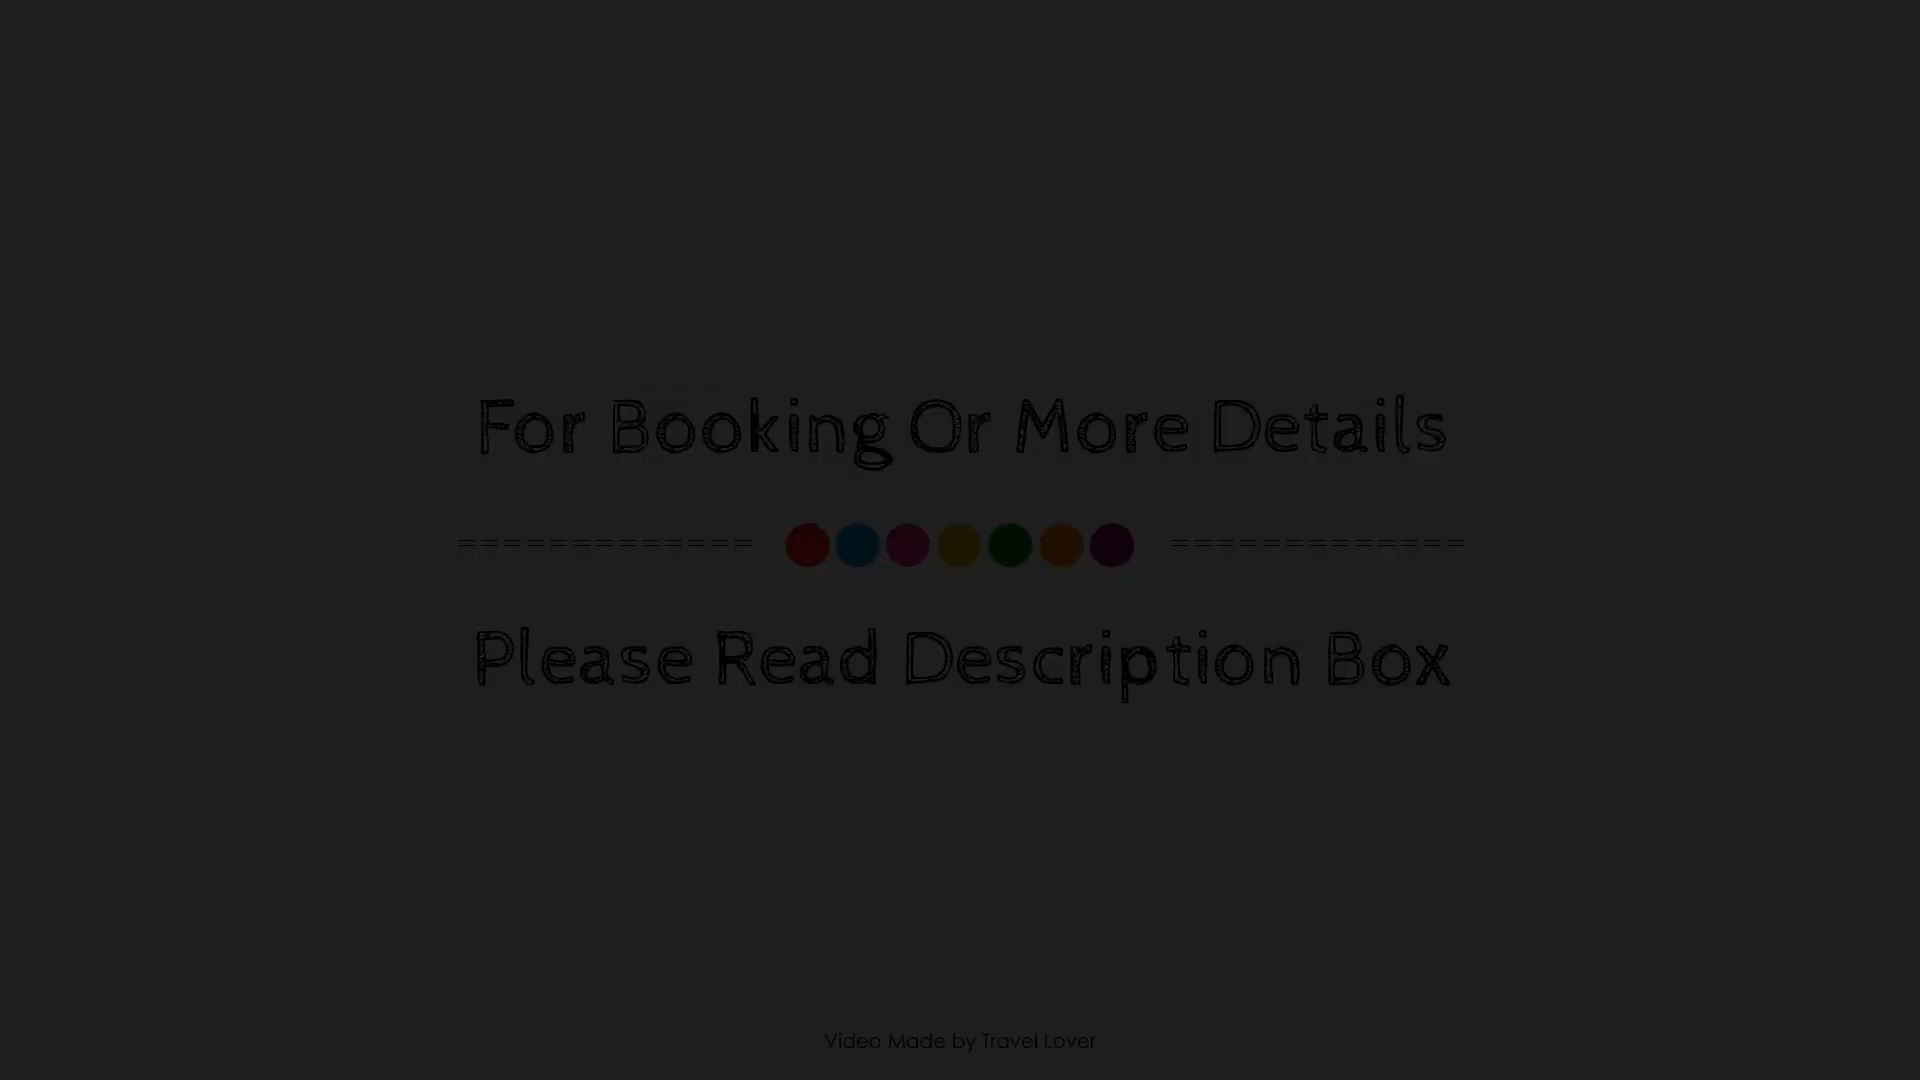 For Booking Or More Details
============= =============
Please Read Description Box
Video Made by Travel Lover